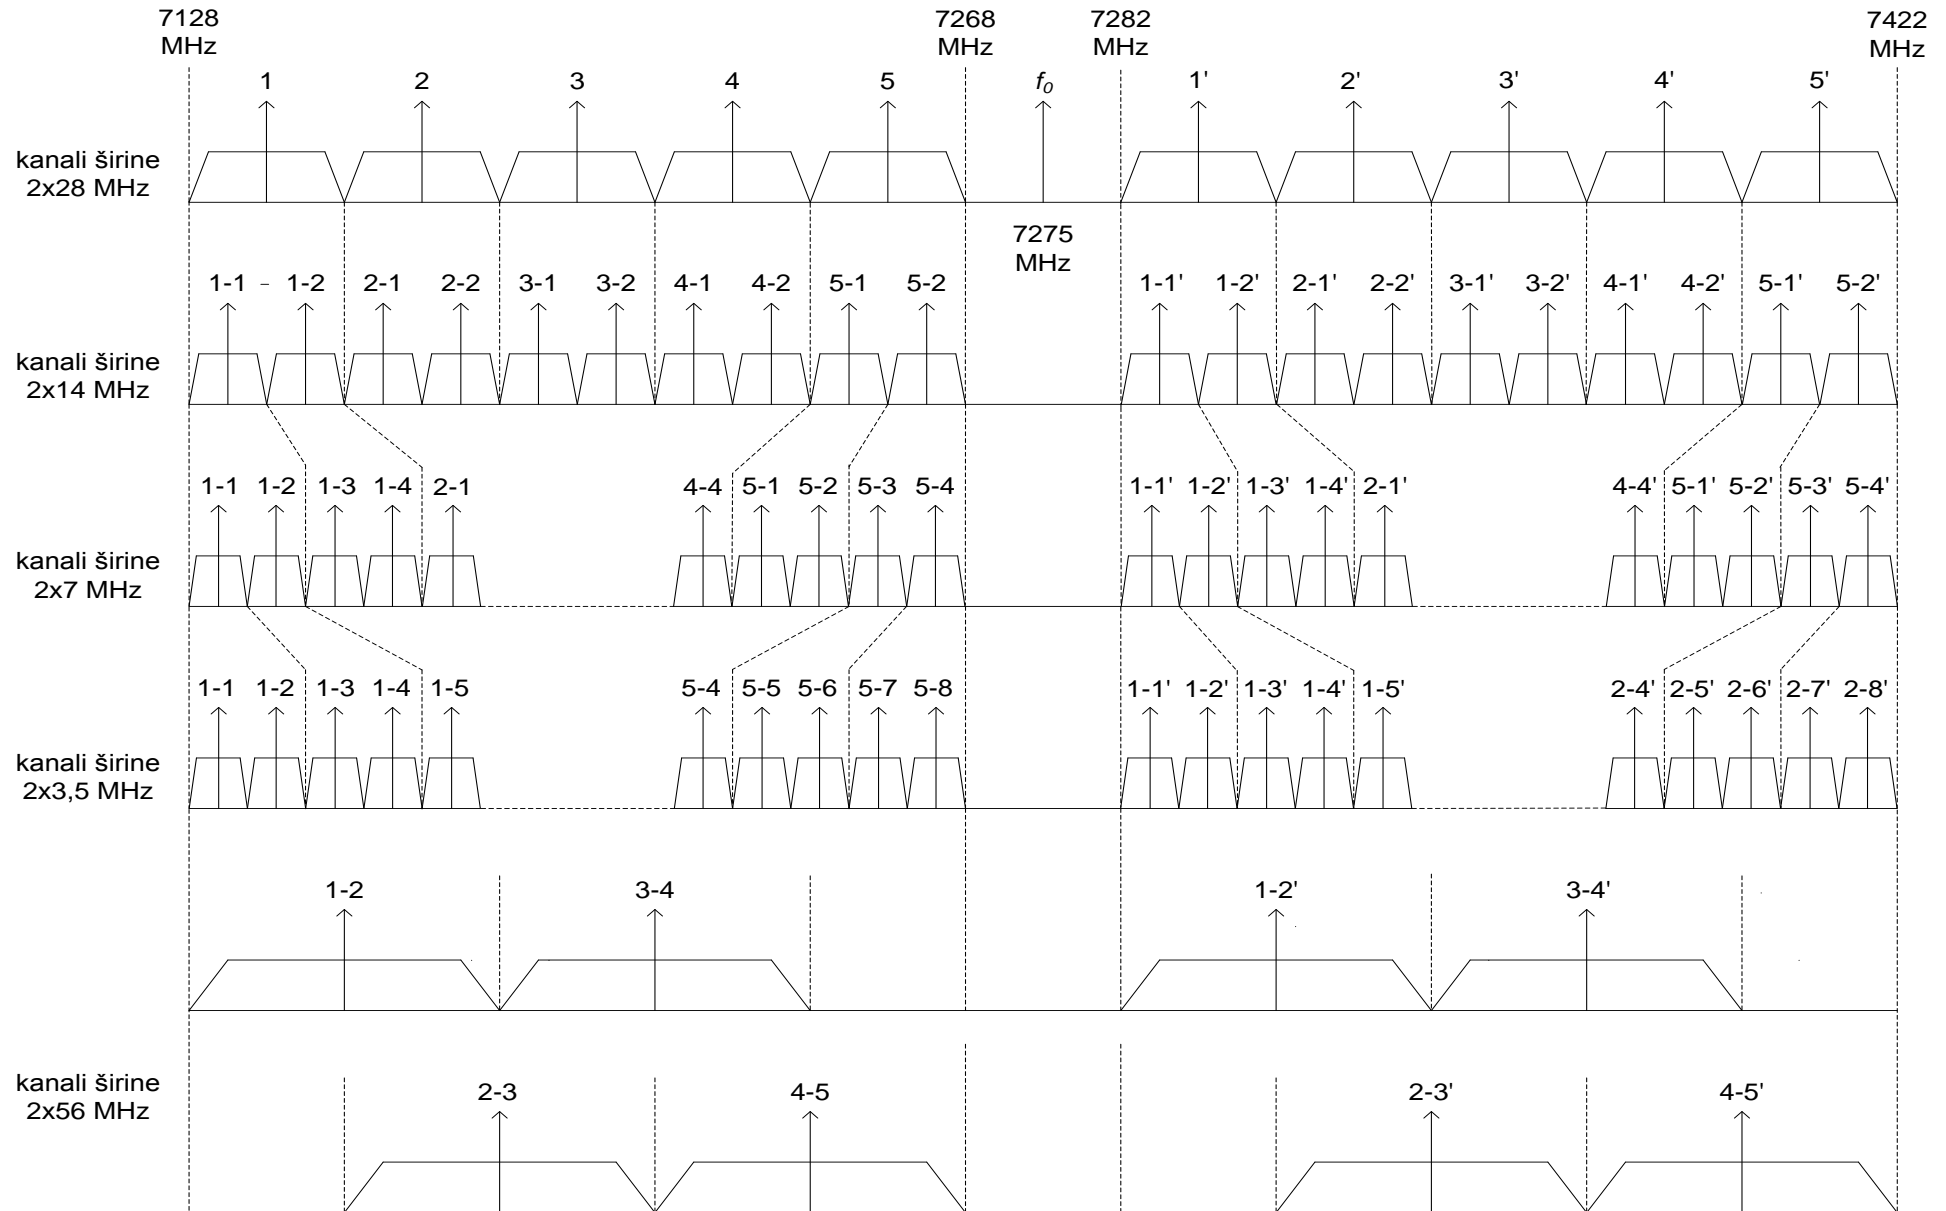 7128 MHz 7268 MHz 7282 MHz 7422 MHz
1 2 3 4 5 f₀ 1' 2' 3' 4' 5'
kanali širine
2x28 MHz
7275
MHz
1-1 - 1-2 2-1 2-2 3-1 3-2 4-1 4-2 5-1 5-2 1-1' 1-2' 2-1' 2-2' 3-1' 3-2' 4-1' 4-2' 5-1' 5-2'
kanali širine
2x14 MHz
1-1 1-2 1-3 1-4 2-1 4-4 5-1 5-2 5-3 5-4 1-1' 1-2' 1-3' 1-4' 2-1' 4-4' 5-1' 5-2' 5-3' 5-4'
kanali širine
2x7 MHz
1-1 1-2 1-3 1-4 1-5 5-4 5-5 5-6 5-7 5-8 1-1' 1-2' 1-3' 1-4' 1-5' 2-4' 2-5' 2-6' 2-7' 2-8'
kanali širine
2x3,5 MHz
1-2 3-4 1-2' 3-4'
kanali širine
2x56 MHz
2-3 4-5 2-3' 4-5'